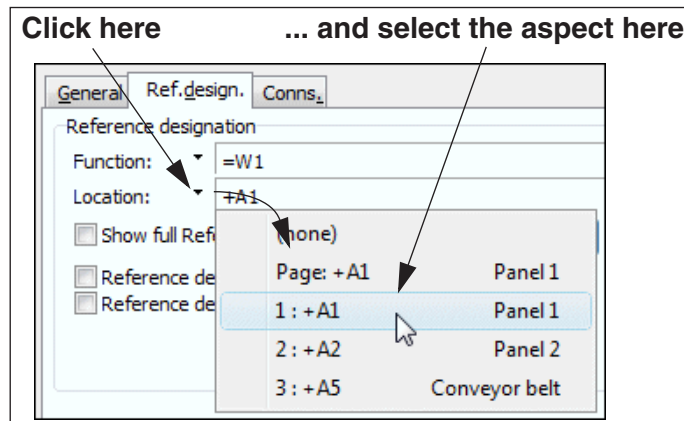 Click here ... and select the aspect here
General Ref.design. Conns.
Reference designation
Function: =W1
Location: +A1
Show full Ref
(none)
Reference de
Page: +A1 Panel 1
Reference de
1 : +A1 Panel 1
2 : +A2 Panel 2
3 : +A5 Conveyor belt